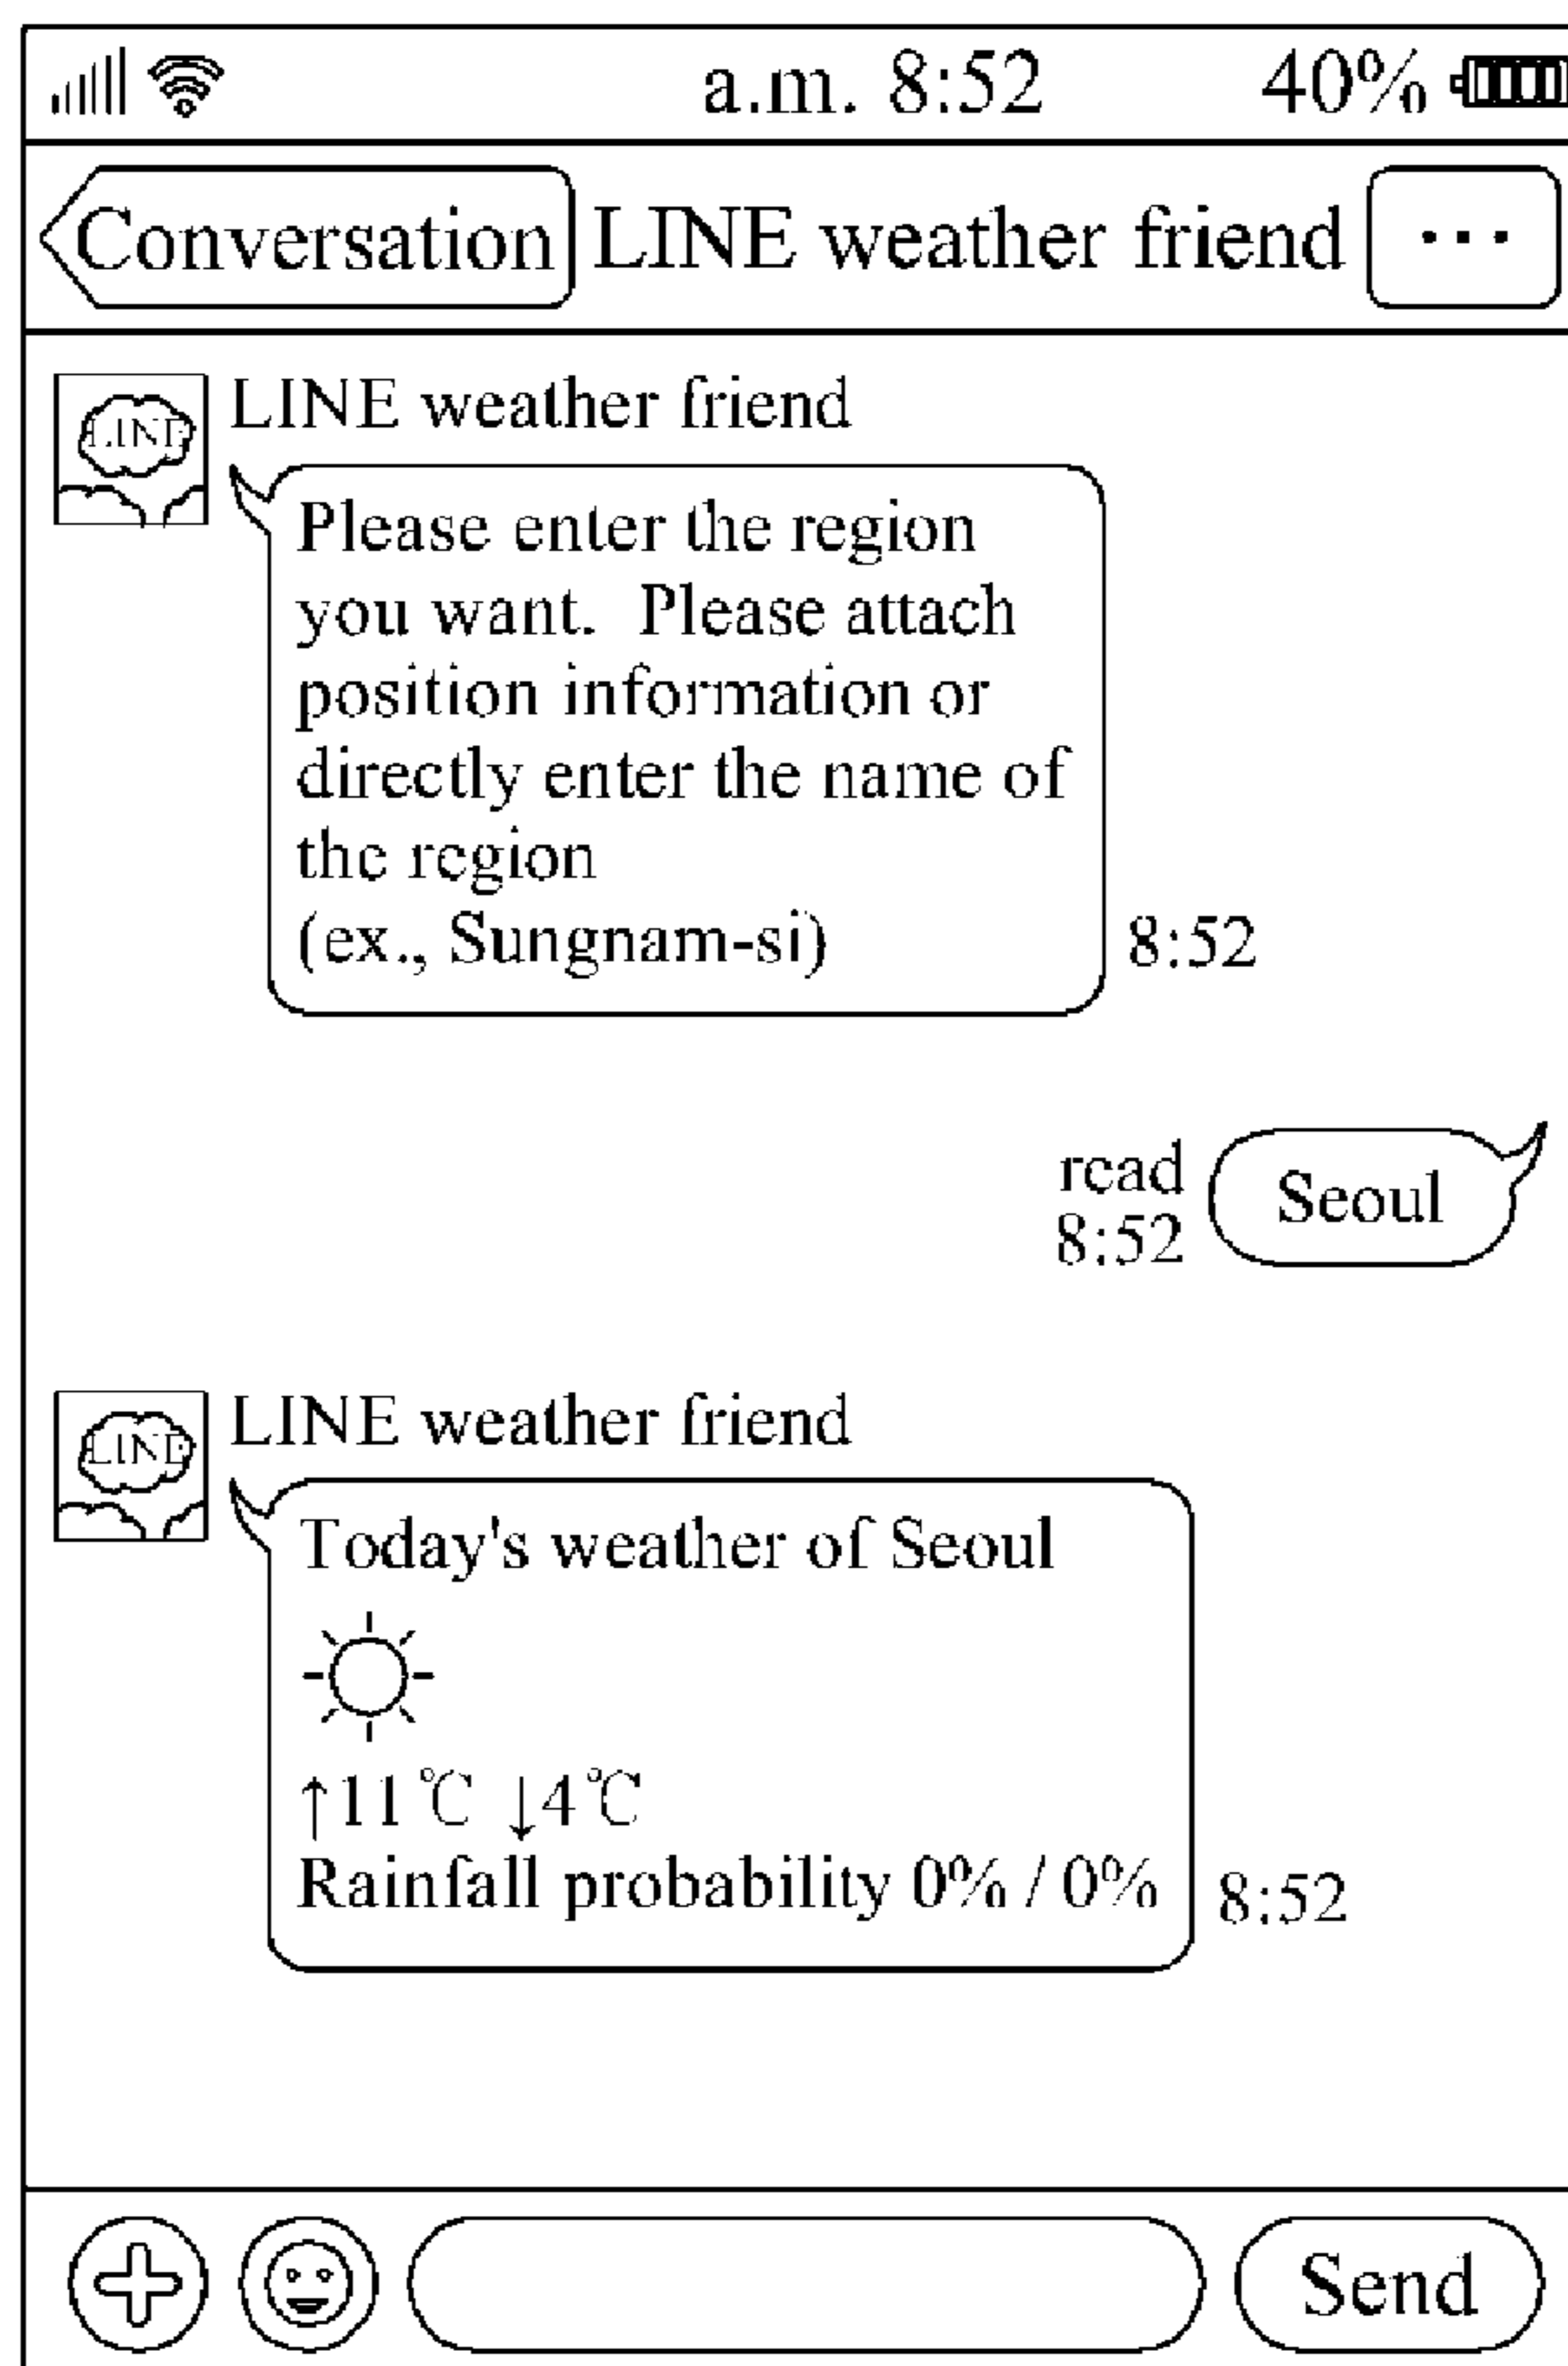 a.m. 8:52 40%
Conversation LINE weather friend ...
LINE
LINE weather friend
Please enter the region
you want. Please attach
position information or
directly enter the name of
the region
(ex., Sungnam-si)
8:52
read
8:52
Seoul
LINE
LINE weather friend
Today's weather of Seoul
↑11℃ ↓4℃
Rainfall probability 0% / 0%
8:52
Send